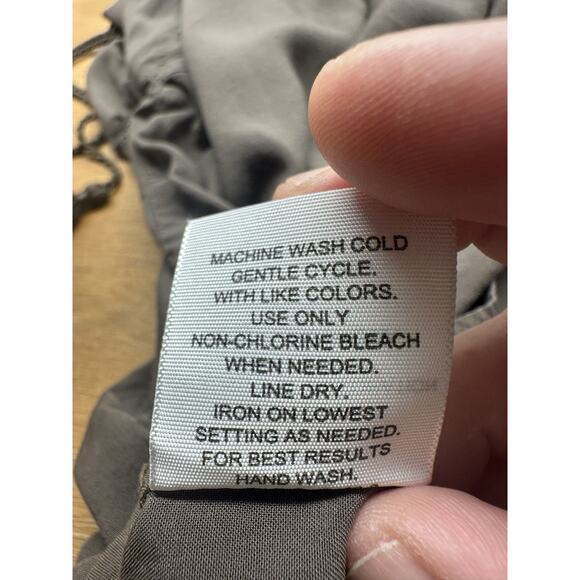 MACHINE WASH COLD
GENTLE CYCLE.
WITH LIKE COLORS.
USE ONLY
NON-CHLORINE BLEACH
WHEN NEEDED.
LINE DRY.
IRON ON LOWEST
SETTING AS NEEDED.
FOR BEST RESULTS
HAND WASH.